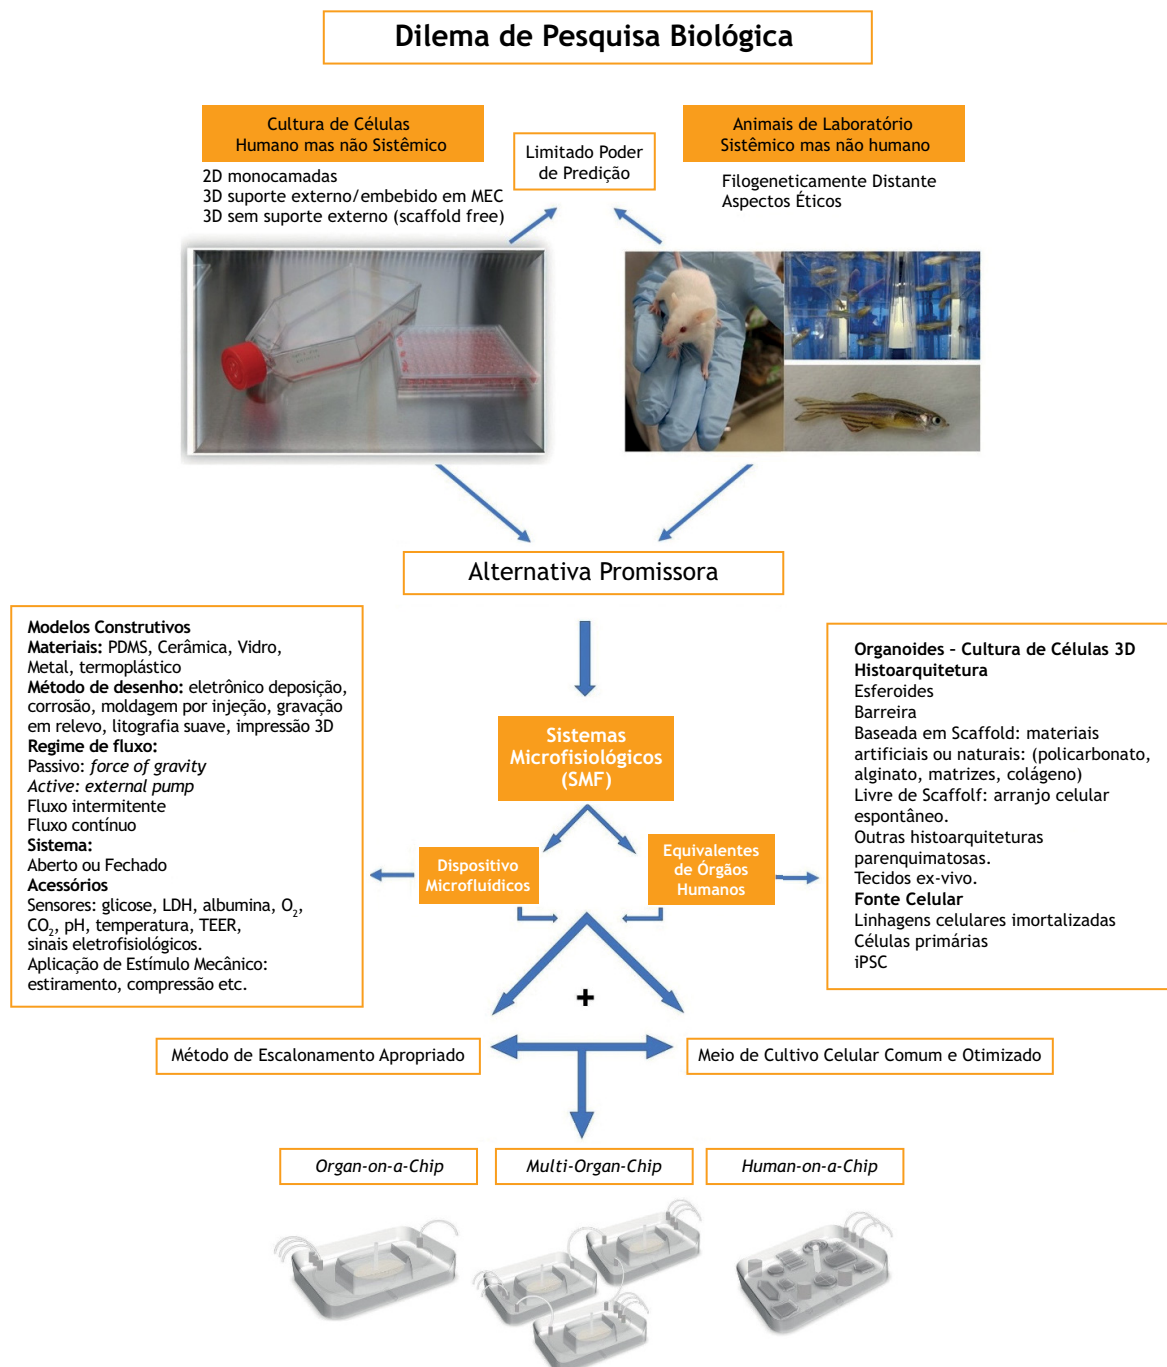 Dilema de Pesquisa Biológica
Cultura de Células
Humano mas não Sistêmico
2D monocamadas
3D suporte externo/embebido em MEC
3D sem suporte externo (scaffold free)
Limitado Poder
de Predição
Animais de Laboratório
Sistêmico mas não humano
Filogeneticamente Distante
Aspectos Éticos
Alternativa Promissora
Modelos Construtivos
Materiais: PDMS, Cerâmica, Vidro,
Metal, termoplástico
Método de desenho: eletrônico deposição,
corrosão, moldagem por injeção, gravação
em relevo, litografia suave, impressão 3D
Regime de fluxo:
Passivo: force of gravity
Active: external pump
Fluxo intermitente
Fluxo contínuo
Sistema:
Aberto ou Fechado
Acessórios
Sensores: glicose, LDH, albumina, O₂,
CO₂, pH, temperatura, TEER,
sinais eletrofisiológicos.
Aplicação de Estímulo Mecânico:
estiramento, compressão etc.
Sistemas
Microfisiológicos
(SMF)
Dispositivo
Microfluídicos
Equivalentes
de Órgãos
Humanos
Organoides – Cultura de Células 3D
Histoarquitetura
Esferoides
Barreira
Baseada em Scaffold: materiais
artificiais ou naturais: (policarbonato,
alginato, matrizes, colágeno)
Livre de Scaffolf: arranjo celular
espontâneo.
Outras histoarquiteturas
parenquimatosas.
Tecidos ex-vivo.
Fonte Celular
Linhagens celulares imortalizadas
Células primárias
iPSC
+
Método de Escalonamento Apropriado
Meio de Cultivo Celular Comum e Otimizado
Organ-on-a-Chip
Multi-Organ-Chip
Human-on-a-Chip